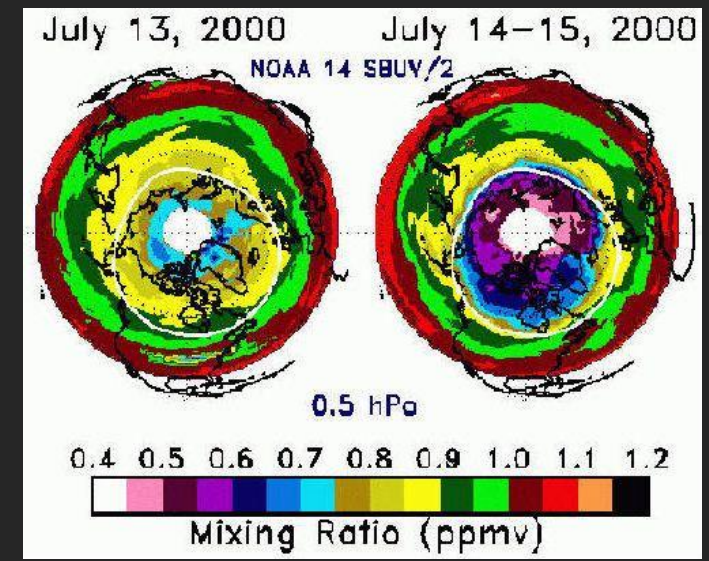 July 13, 2000 July 14-15, 2000
NOAA 14 SBUV/2
0.5 hPa
0.4 0.5 0.6 0.7 0.8 0.9 1.0 1.1 1.2
Mixing Ratio (ppmv)